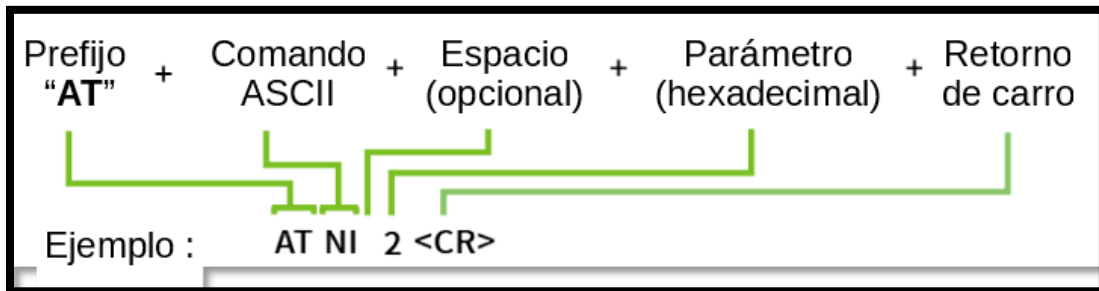 Prefijo + Comando + Espacio + Parámetro + Retorno
“AT” ASCII (opcional) (hexadecimal) de carro
Ejemplo : AT NI 2 <CR>